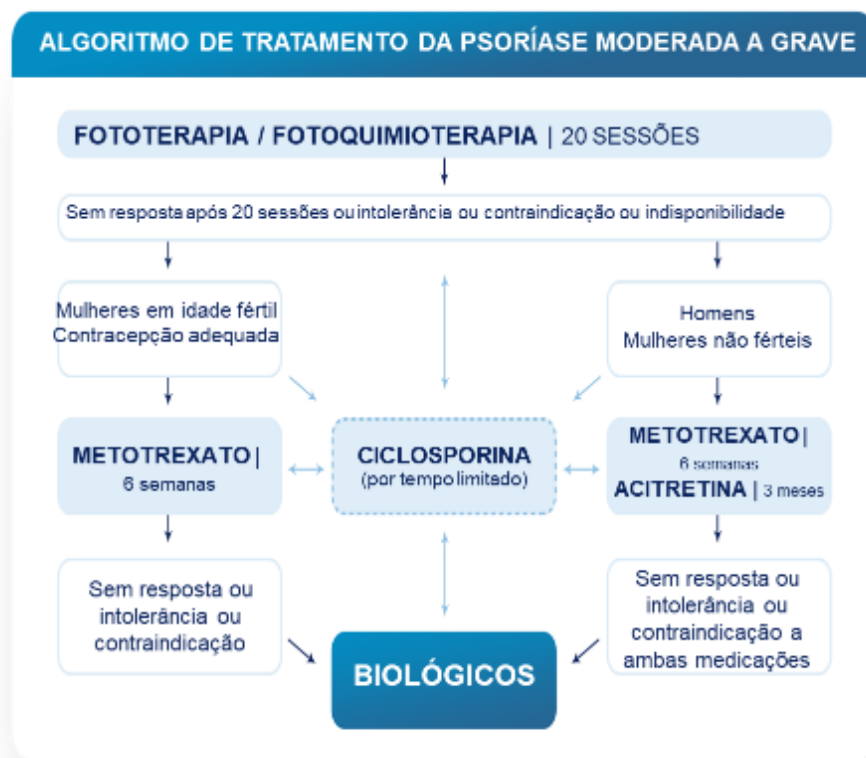 ALGORITMO DE TRATAMENTO DA PSORÍASE MODERADA A GRAVE
FOTOTERAPIA / FOTOQUIMIOTERAPIA | 20 SESSÕES
Sem resposta após 20 sessões ou intolerância ou contraindicação ou indisponibilidade
Mulheres em idade fértil
Contracepção adequada
Homens
Mulheres não férteis
METOTREXATO |
6 semanas
CICLOSPORINA
(por tempo limitado)
METOTREXATO |
6 semanas
ACITRETINA | 3 meses
Sem resposta ou
intolerância ou
contraindicação
Sem resposta ou
intolerância ou
contraindicação a
ambas medicações
BIOLÓGICOS